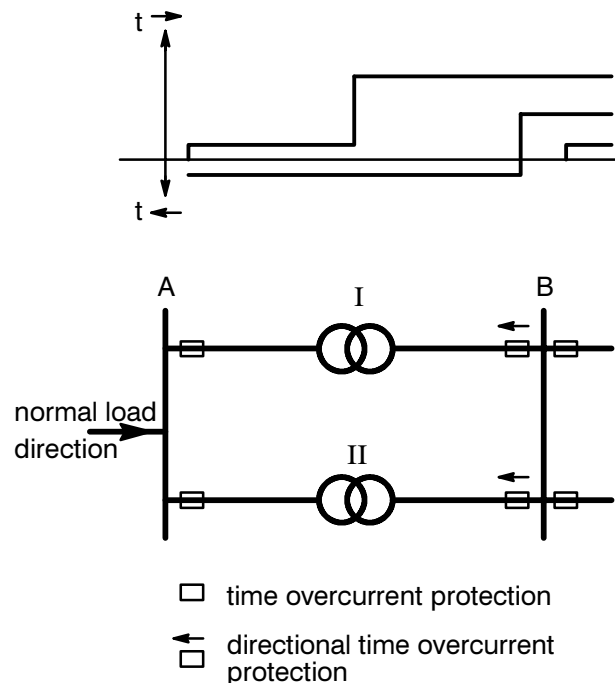 t
t
A
I
B
normal load
direction
II
time overcurrent protection
directional time overcurrent
protection